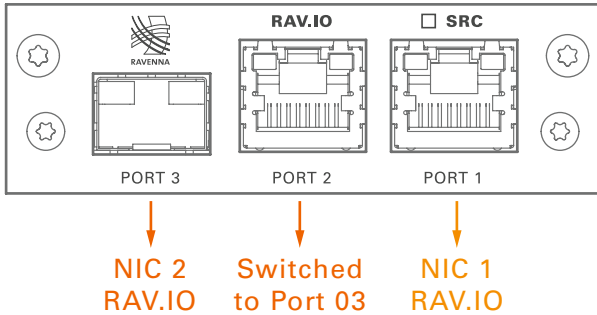 RAV.IO
SRC
RAVENNA
PORT 3
PORT 2
PORT 1
NIC 2
RAV.IO
Switched
to Port 03
NIC 1
RAV.IO